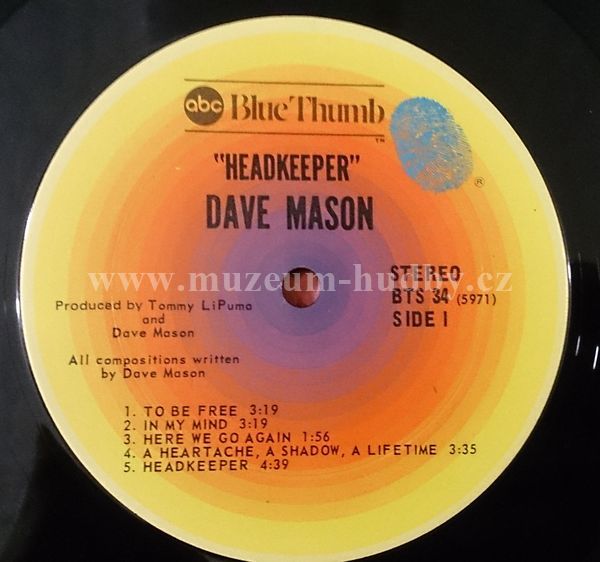 abc Blue Thumb
TM
"HEADKEEPER"
®
DAVE MASON
www.muzeum-hudby.cz
STEREO
BTS 34 (5971)
SIDE I
Produced by Tommy LiPuma
and
Dave Mason
All compositions written
by Dave Mason
1. TO BE FREE 3:19
2. IN MY MIND 3:19
3. HERE WE GO AGAIN 1:56
4. A HEARTACHE, A SHADOW, A LIFETIME 3:35
5. HEADKEEPER 4:39